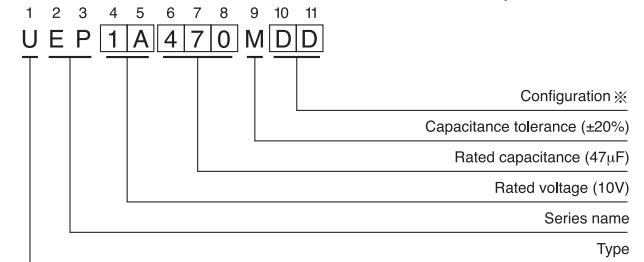 1 2 3 4 5 6 7 8 9 10 11
U E P 1 A 4 7 0 M D D
Configuration ※
Capacitance tolerance (±20%)
Rated capacitance (47μF)
Rated voltage (10V)
Series name
Type